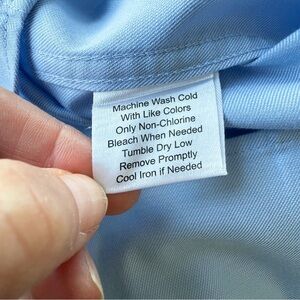 Machine Wash Cold
With Like Colors
Only Non-Chlorine
Bleach When Needed
Tumble Dry Low
Remove Promptly
Cool Iron if Needed